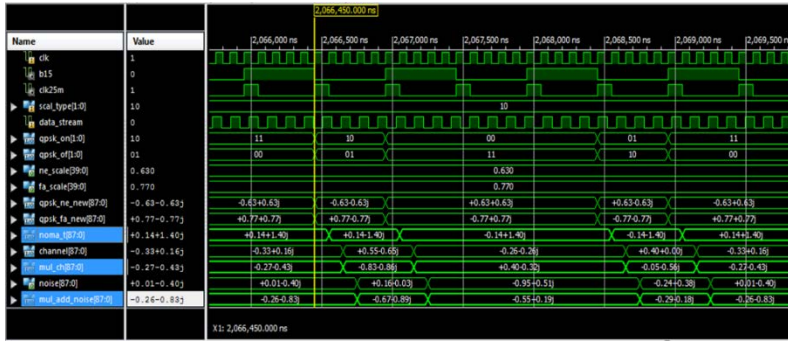 2,066,450.000 ns
Name Value 2,066,000 ns 2,066,500 ns 2,067,000 ns 2,067,500 ns 2,068,000 ns 2,068,500 ns 2,069,000 ns 2,069,500 n
clk 1
b15 0
clk25m 1
scal_type[1:0] 10 10
data_stream 0
qpsk_on[1:0] 10 11 10 00 01 11
qpsk_of[1:0] 01 00 01 11 10 00
ne_scale[39:0] 0.630 0.630
fa_scale[39:0] 0.770 0.770
qpsk_ne_new[87:0] -0.63-0.63j -0.63+0.63j -0.63-0.63j +0.63+0.63j +0.63-0.63j -0.63+0.63j
qpsk_fa_new[87:0] +0.77-0.77j +0.77+0.77j +0.77-0.77j -0.77+0.77j -0.77-0.77j +0.77+0.77j
noma_t[87:0] +0.14+1.40j +0.14+1.40j +0.14-1.40j -0.14+1.40j -0.14-1.40j +0.14+1.40j
channel[87:0] -0.33+0.16j -0.33+0.16j +0.55-0.65j -0.26-0.26j +0.40+0.00j -0.33+0.16j
mul_ch[87:0] -0.27-0.43j -0.27-0.43j -0.83-0.86j +0.40-0.32j -0.05-0.56j -0.27-0.43j
noise[87:0] +0.01-0.40j +0.01-0.40j +0.16-0.03j -0.95+0.51j -0.24+0.38j +0.01-0.40j
mul_add_noise[87:0] -0.26-0.83j -0.26-0.83j -0.67-0.89j -0.55+0.19j -0.29-0.18j -0.26-0.83j
X1: 2,066,450.000 ns